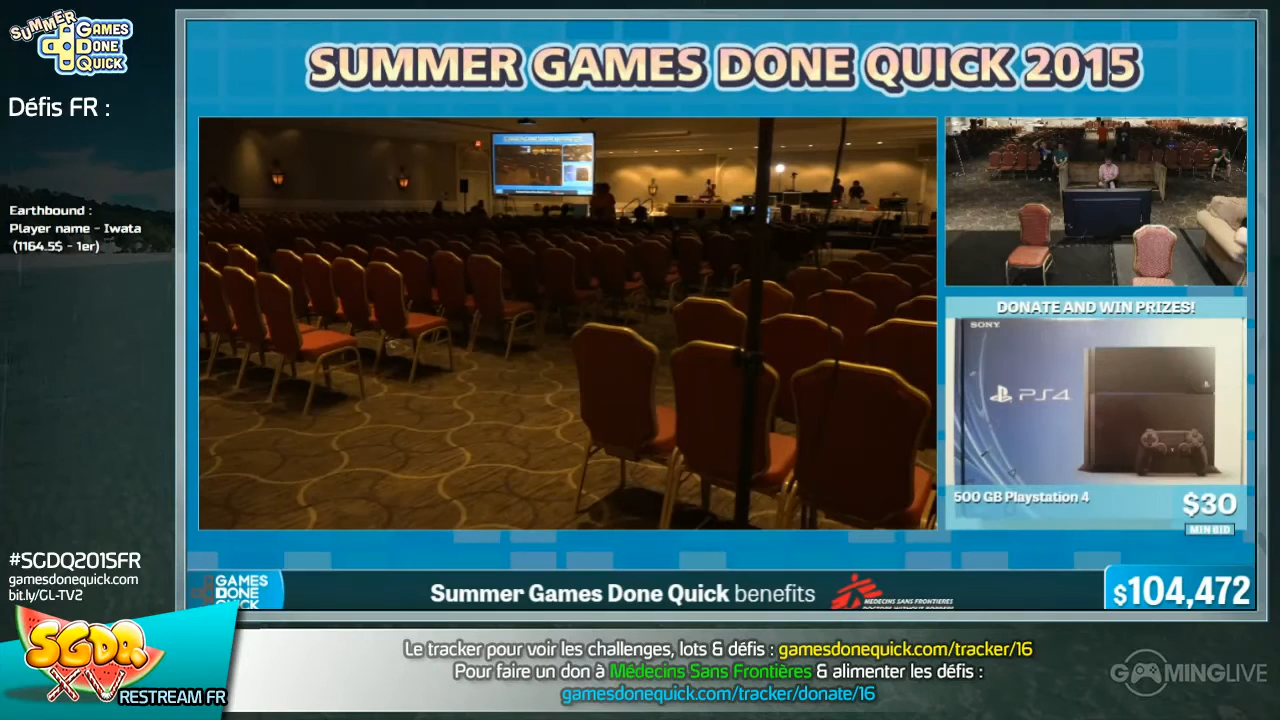 SUMMER
GAMES
DONE
QUICK
Défis FR :
Earthbound :
Player name - Iwata
(1164.5$ - 1er)
#SGDQ2015FR
gamesdonequick.com
bit.ly/GL-TV2
SGDQ
XV
RESTREAM FR
SUMMER GAMES DONE QUICK 2015
DONATE AND WIN PRIZES!
SONY
PS4
500 GB Playstation 4
$30
MIN BID
GAMES
DONE
QUICK
Summer Games Done Quick benefits
MEDECINS SANS FRONTIERES
$104,472
Le tracker pour voir les challenges, lots & défis : gamesdonequick.com/tracker/16
Pour faire un don à Médecins Sans Frontières & alimenter les défis :
gamesdonequick.com/tracker/donate/16
GAMINGLIVE